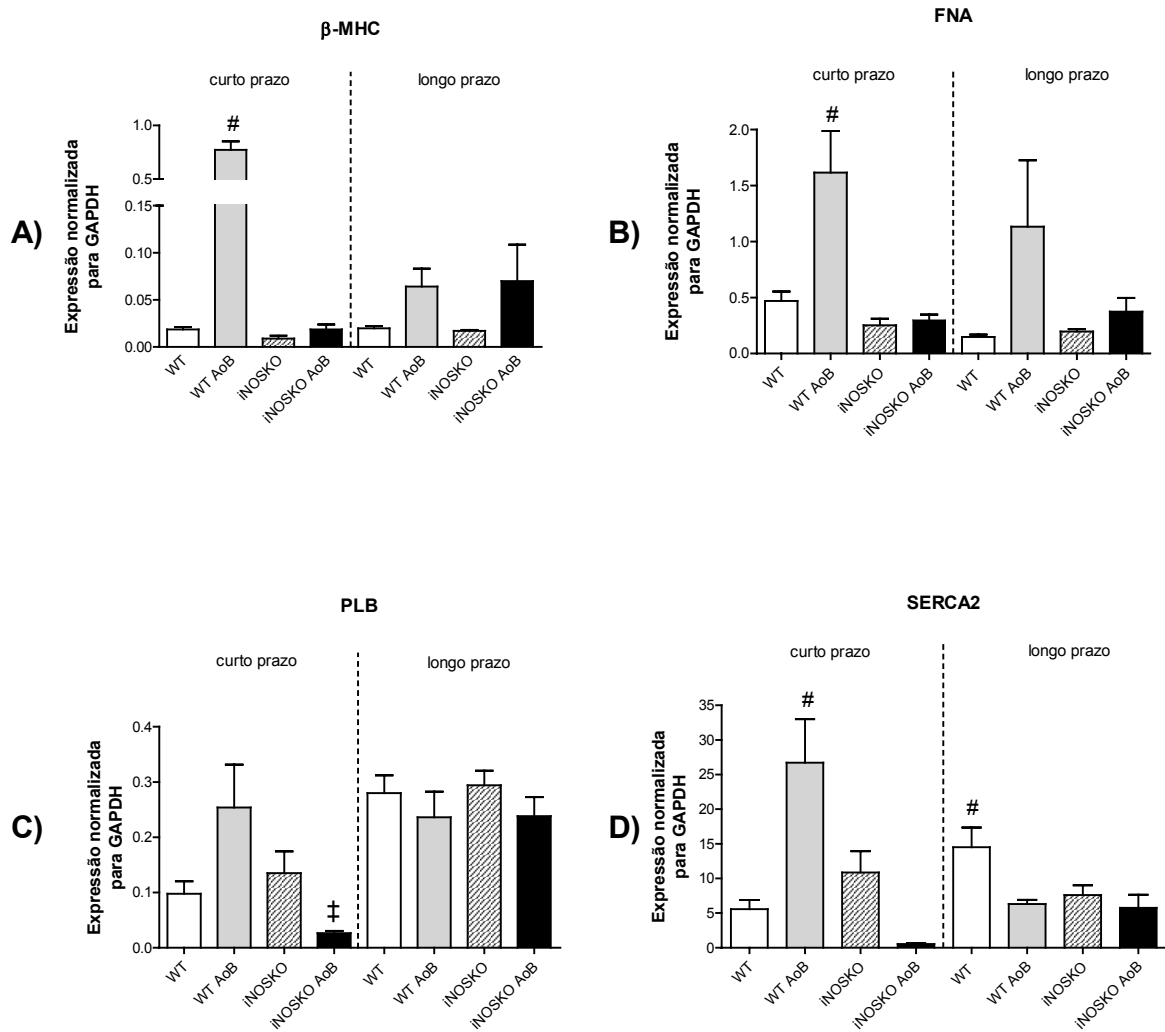 A)
β-MHC
curto prazo
longo prazo
Expressão normalizada
para GAPDH
1.0
0.5
0.15
0.10
0.05
0.00
#
WT
WT AoB
iNOSKO
iNOSKO AoB
WT
WT AoB
iNOSKO
iNOSKO AoB
B)
FNA
curto prazo
longo prazo
Expressão normalizada
para GAPDH
2.0
1.5
1.0
0.5
0.0
#
WT
WT AoB
iNOSKO
iNOSKO AoB
WT
WT AoB
iNOSKO
iNOSKO AoB
C)
PLB
curto prazo
longo prazo
Expressão normalizada
para GAPDH
0.4
0.3
0.2
0.1
0.0
‡
WT
WT AoB
iNOSKO
iNOSKO AoB
WT
WT AoB
iNOSKO
iNOSKO AoB
D)
SERCA2
curto prazo
longo prazo
Expressão normalizada
para GAPDH
35
30
25
20
15
10
5
0
#
#
WT
WT AoB
iNOSKO
iNOSKO AoB
WT
WT AoB
iNOSKO
iNOSKO AoB